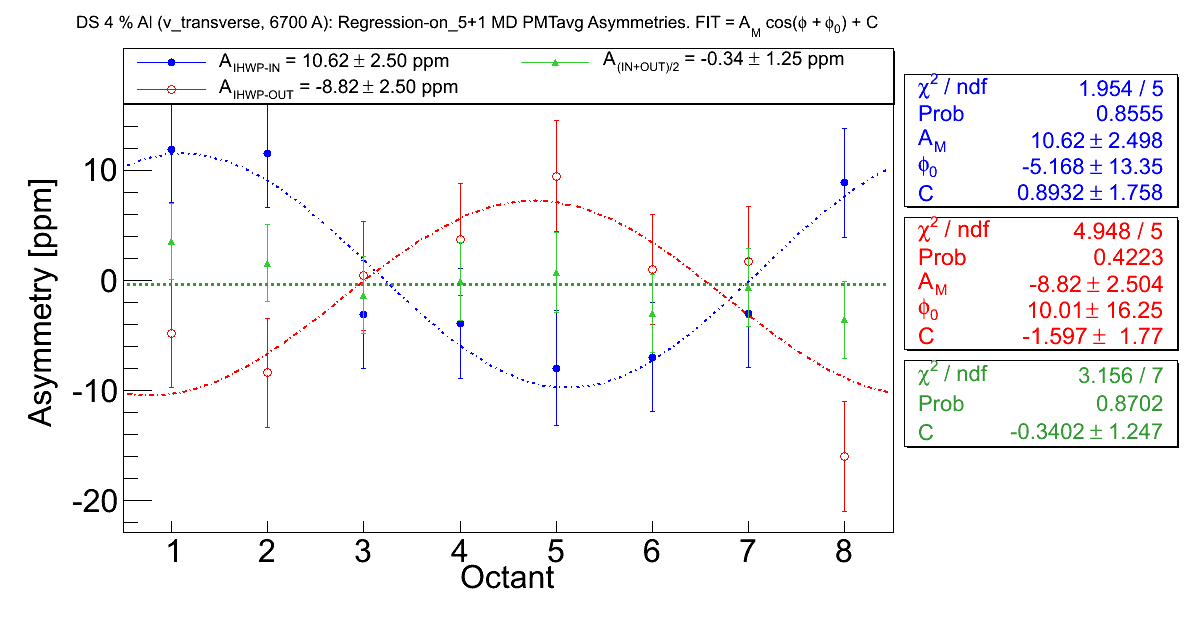 DS 4 % Al (v_transverse, 6700 A): Regression-on_5+1 MD PMTavg Asymmetries. FIT = A_M cos(ϕ + ϕ_0) + C
A_IHWP-IN = 10.62 ± 2.50 ppm
A_(IN+OUT)/2 = -0.34 ± 1.25 ppm
A_IHWP-OUT = -8.82 ± 2.50 ppm
χ² / ndf 1.954 / 5
Prob 0.8555
A_M 10.62 ± 2.498
ϕ_0 -5.168 ± 13.35
C 0.8932 ± 1.758
χ² / ndf 4.948 / 5
Prob 0.4223
A_M -8.82 ± 2.504
ϕ_0 10.01 ± 16.25
C -1.597 ± 1.77
χ² / ndf 3.156 / 7
Prob 0.8702
C -0.3402 ± 1.247
Asymmetry [ppm]
10
0
-10
-20
1 2 3 4 5 6 7 8
Octant